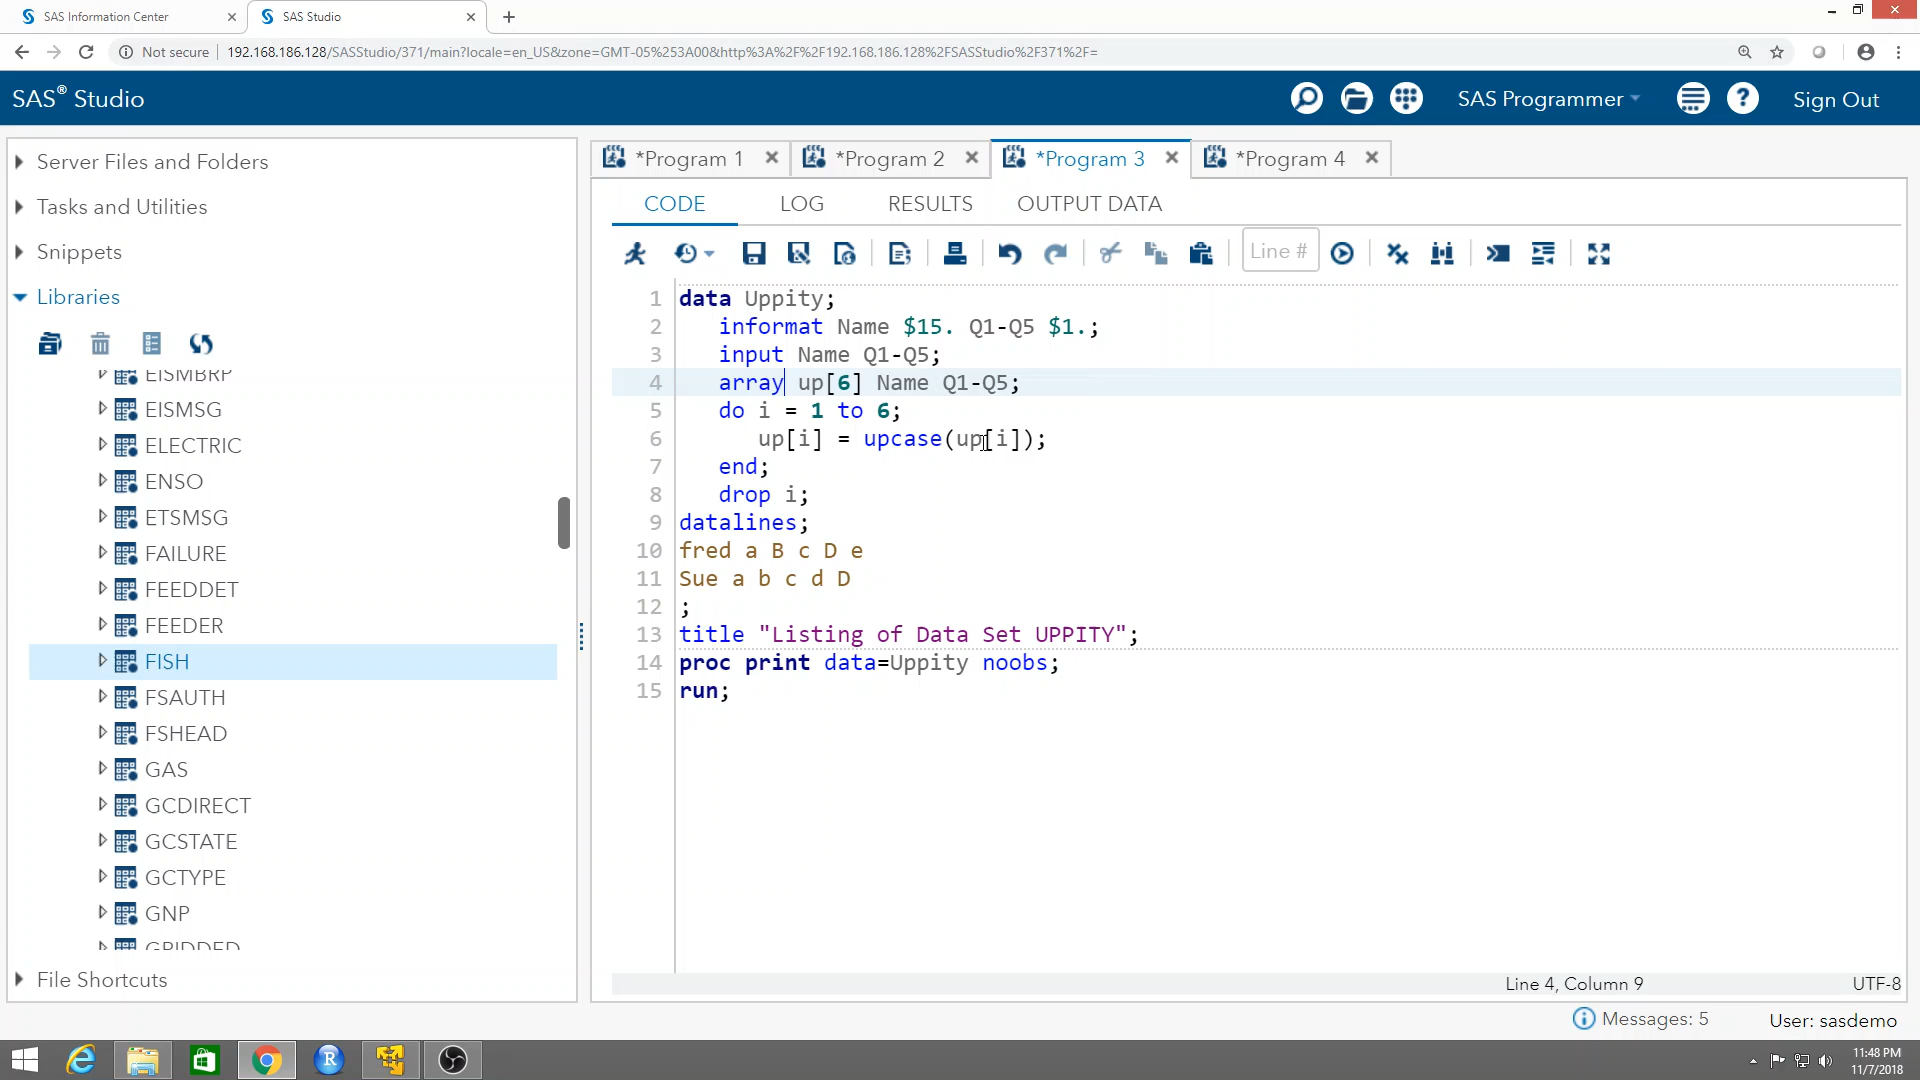 SAS Information Center
SAS Studio
Not secure
192.168.186.128/SASStudio/371/main?locale=en_US&zone=GMT-05%253A00&http%3A%2F%2F192.168.186.128%2FSASStudio%2F371%2F=
SAS® Studio
SAS Programmer
Sign Out
Server Files and Folders
Tasks and Utilities
Snippets
Libraries
EISMBRP
EISMSG
ELECTRIC
ENSO
ETSMSG
FAILURE
FEEDDET
FEEDER
FISH
FSAUTH
FSHEAD
GAS
GCDIRECT
GCSTATE
GCTYPE
GNP
GRIDDED
File Shortcuts
*Program 1
*Program 2
*Program 3
*Program 4
CODE
LOG
RESULTS
OUTPUT DATA
Line #
1 data Uppity;
2 informat Name $15. Q1-Q5 $1.;
3 input Name Q1-Q5;
4 array up[6] Name Q1-Q5;
5 do i = 1 to 6;
6 up[i] = upcase(up[i]);
7 end;
8 drop i;
9 datalines;
10 fred a B c D e
11 Sue a b c d D
12 ;
13 title "Listing of Data Set UPPITY";
14 proc print data=Uppity noobs;
15 run;
Line 4, Column 9
UTF-8
Messages: 5
User: sasdemo
11:48 PM
11/7/2018